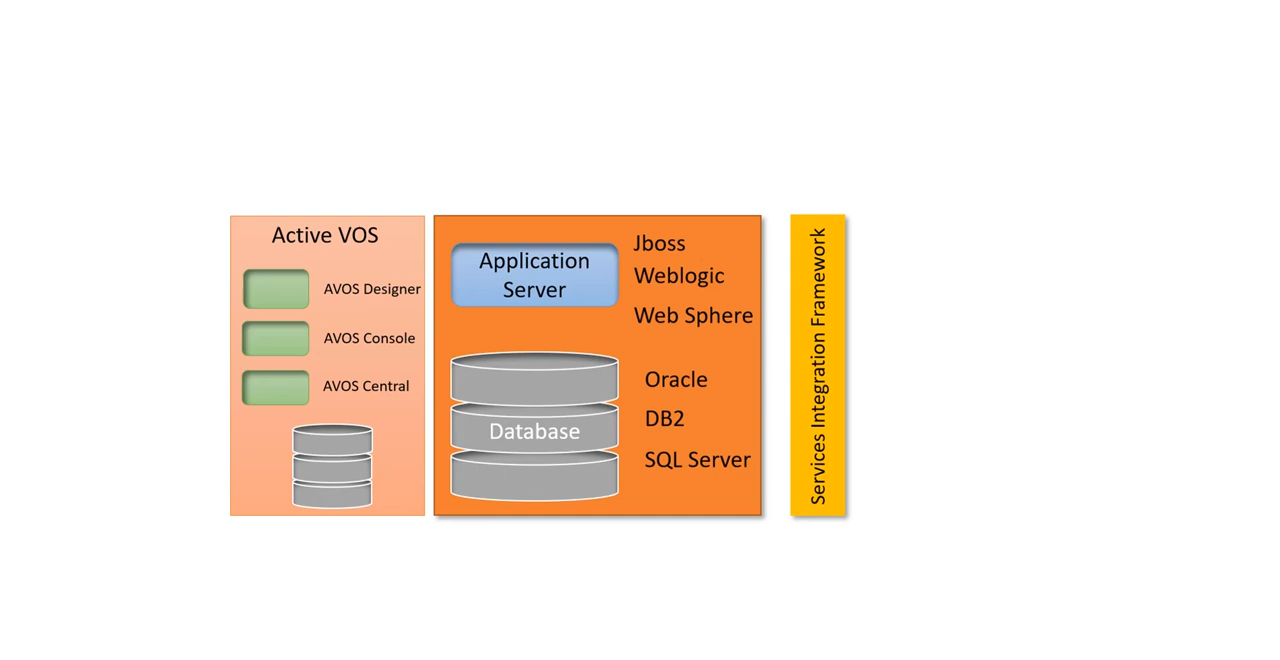 Active VOS
AVOS Designer
AVOS Console
AVOS Central
Application
Server
Jboss
Weblogic
Web Sphere
Database
Oracle
DB2
SQL Server
Services Integration Framework